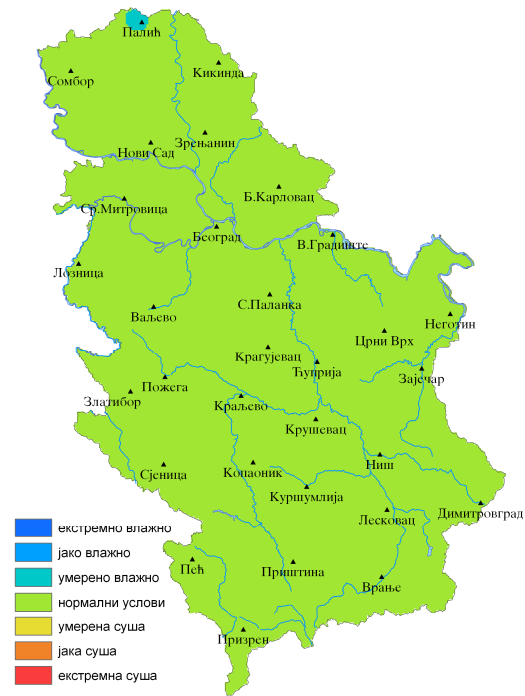 Палић
Кикинда
Сомбор
Зрењанин
Нови Сад
Б.Карловац
Ср.Митровица
Београд
В.Градиште
Лозница
С.Паланка
Ваљево
Неготин
Црни Врх
Крагујевац
Ћуприја
Зајечар
Пожега
Златибор
Краљево
Крушевац
Ниш
Сјеница
Копаоник
Куршумлија
Димитровград
Лесковац
екстремно влажно
јако влажно
Пећ
Приштина
умерено влажно
Врање
нормални услови
умерена суша
Призрен
јака суша
екстремна суша